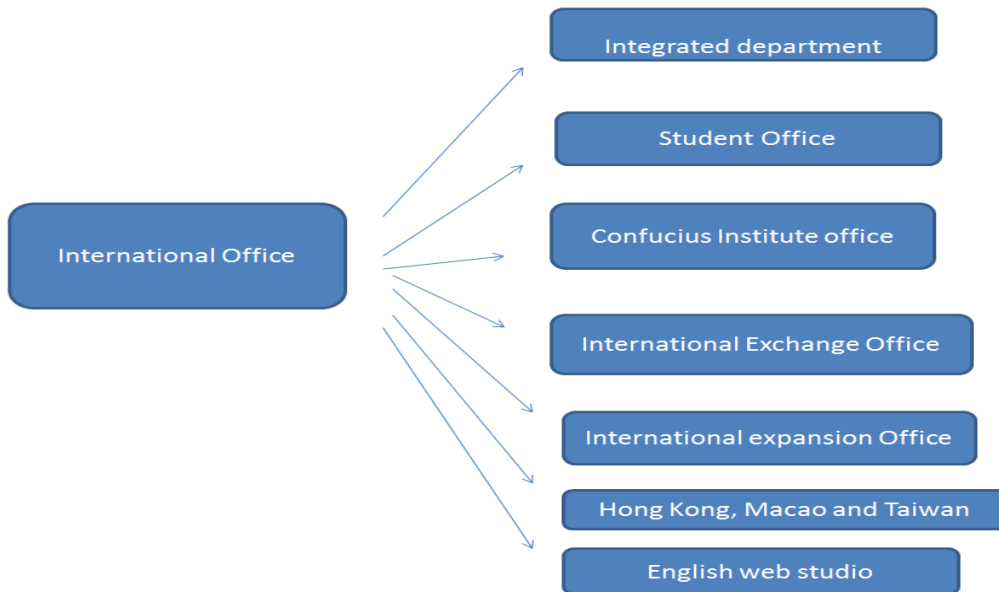 Integrated department
Student Office
International Office
Confucius Institute office
International Exchange Office
International expansion Office
Hong Kong, Macao and Taiwan
English web studio